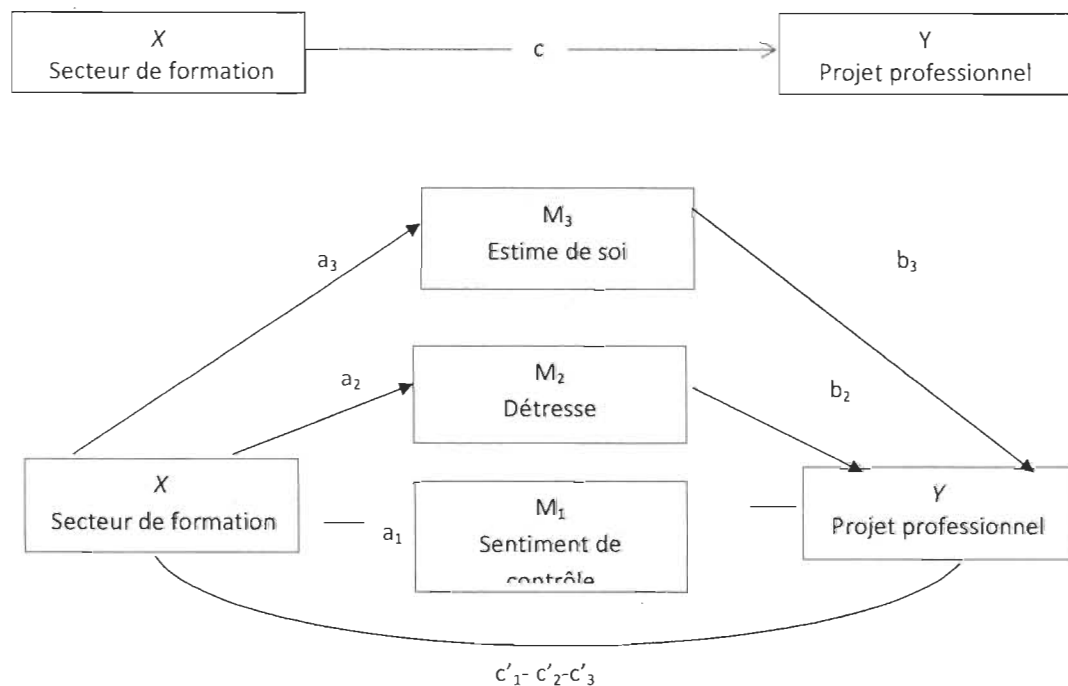 X
Secteur de formation
c
Y
Projet professionnel
M₃
Estime de soi
a₃
b₃
M₂
Détresse
a₂
b₂
X
Secteur de formation
a₁
M₁
Sentiment de
contrôle
Y
Projet professionnel
c'₁- c'₂-c'₃